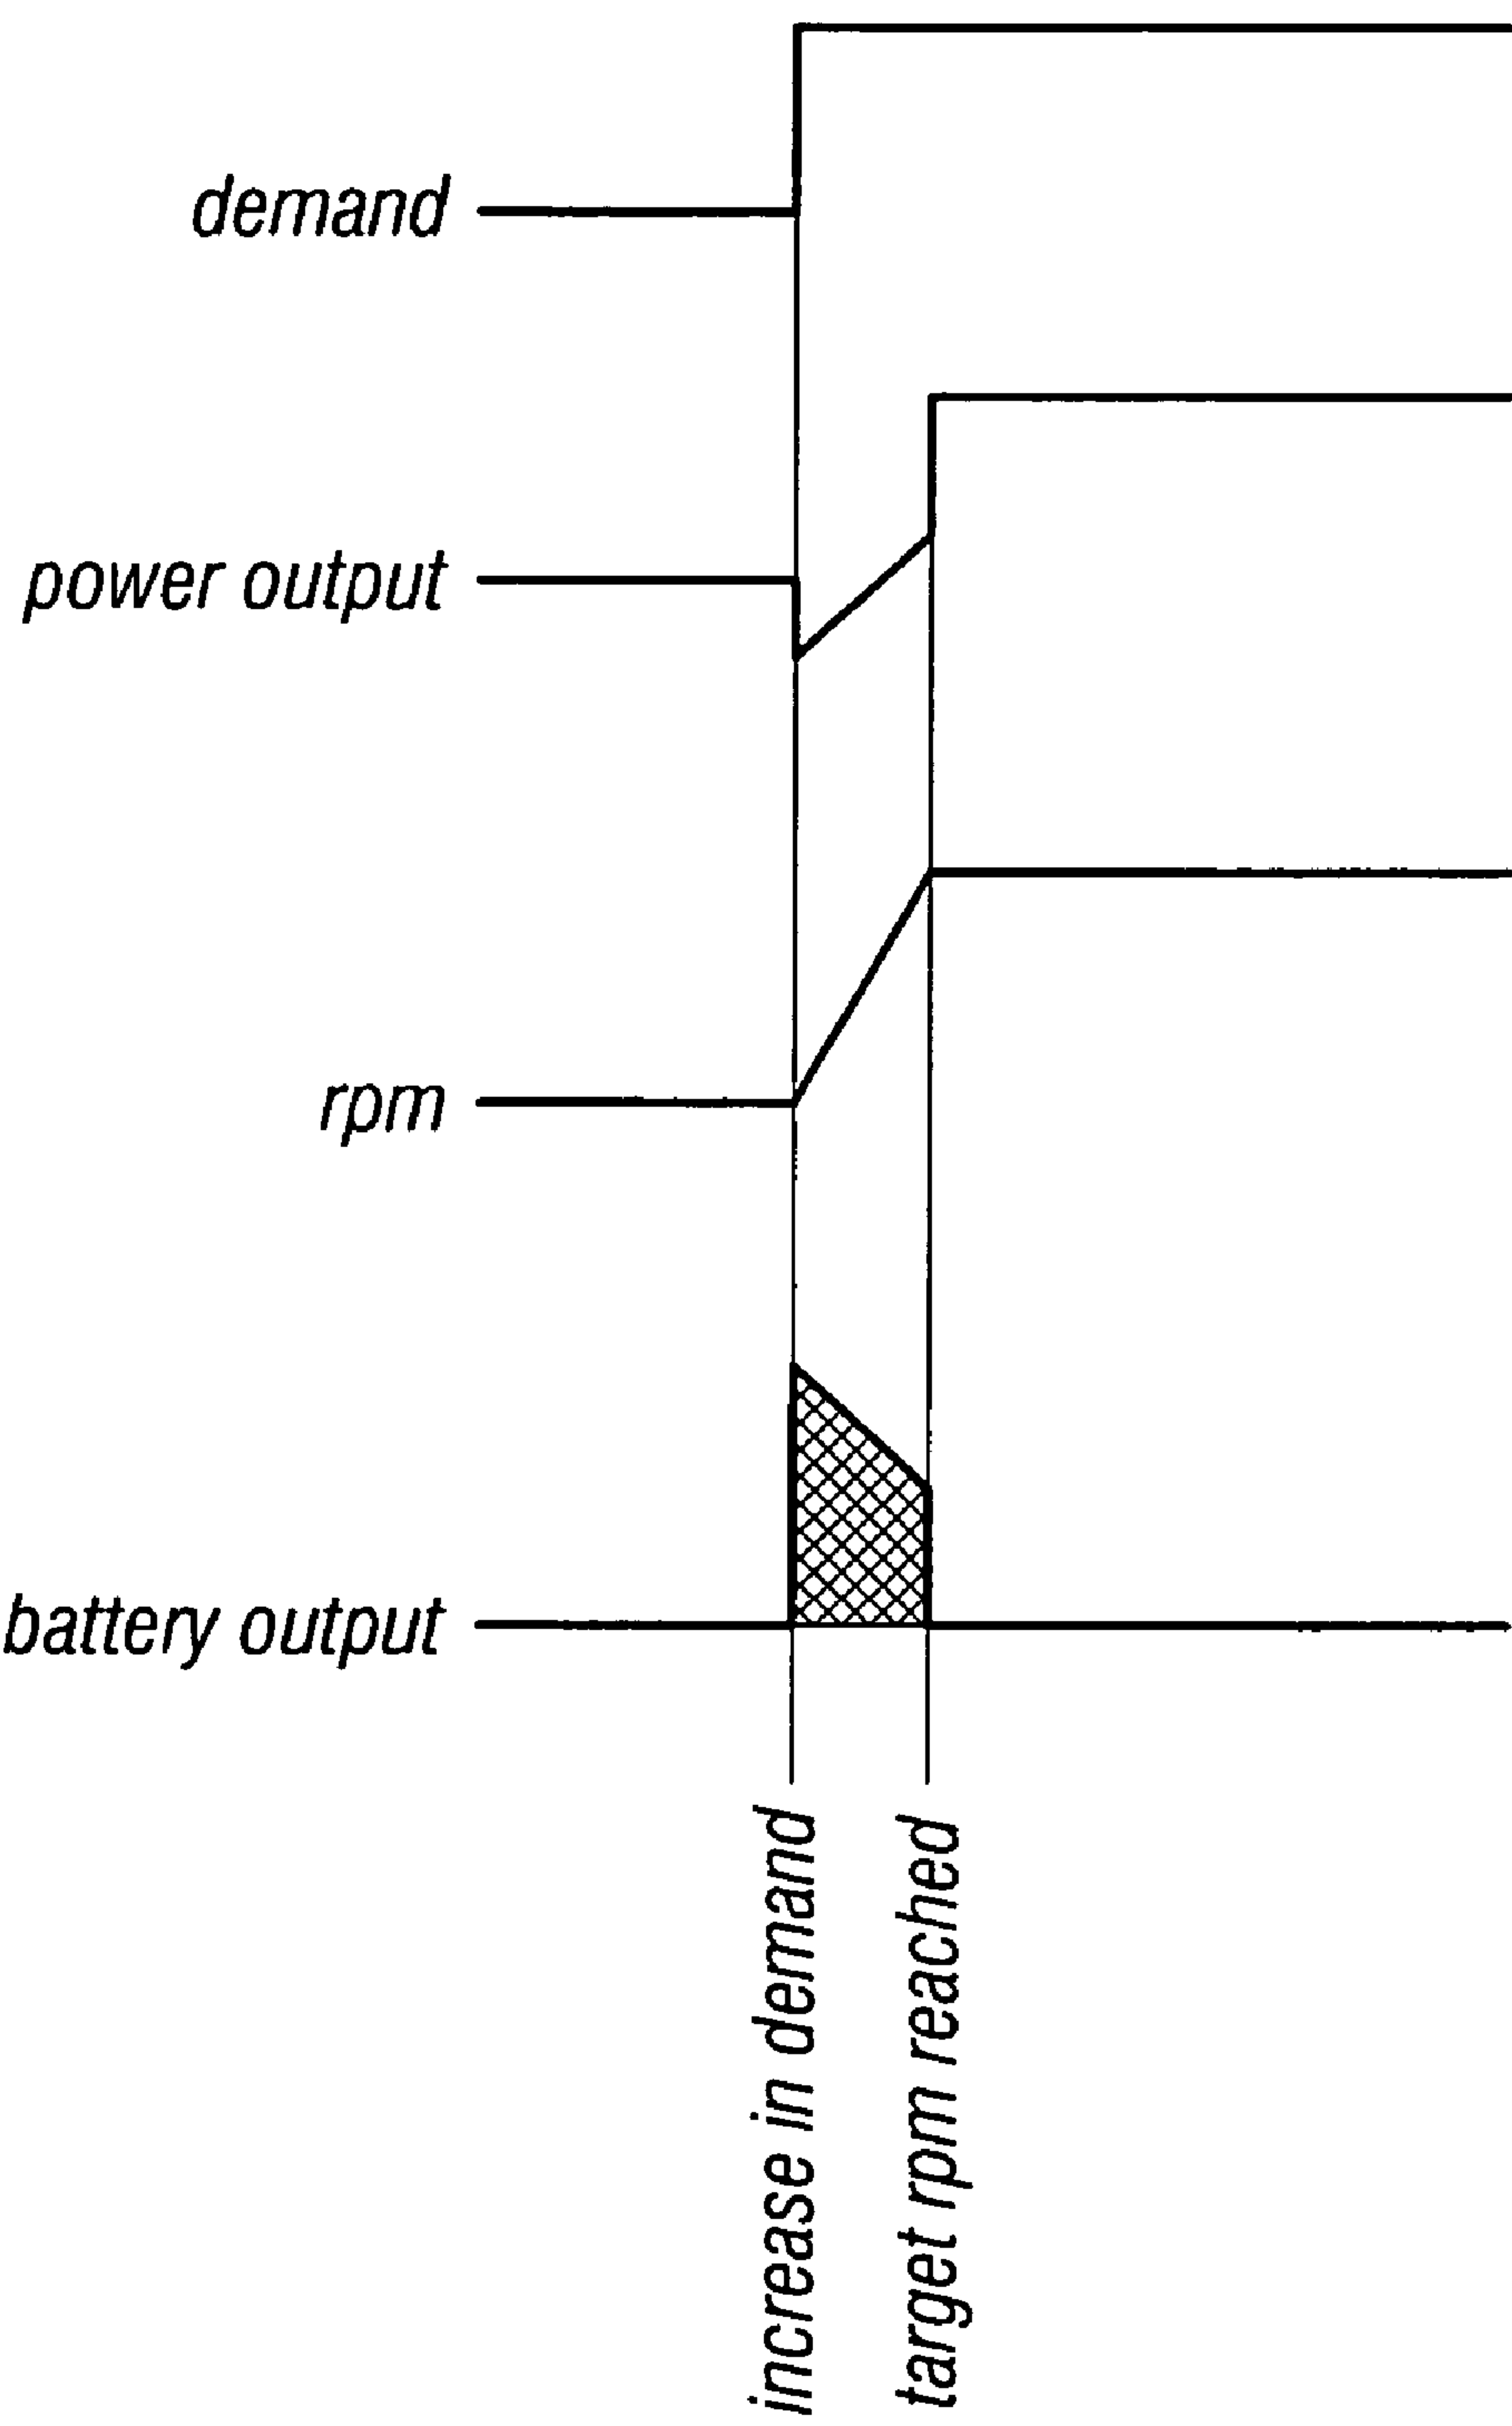 demand
power output
rpm
battery output
increase in demand
target rpm reached